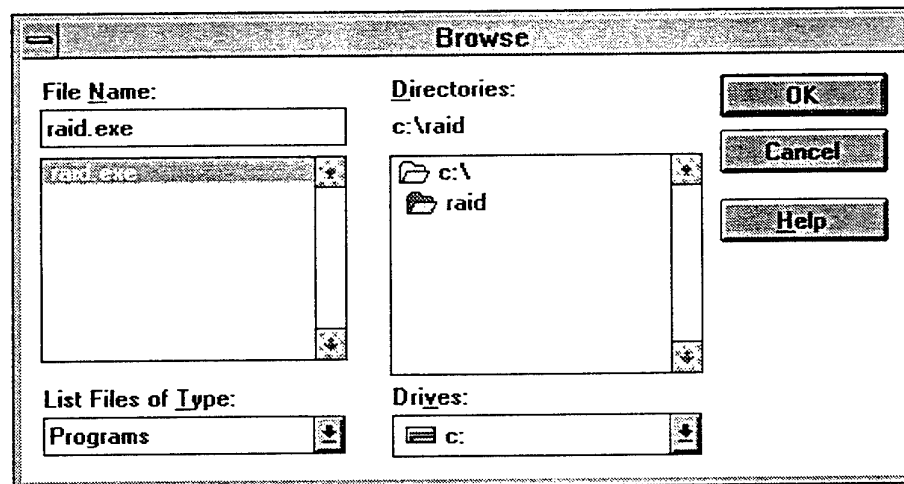 Browse
File Name:
raid.exe
raid.exe
List Files of Type:
Programs
Directories:
c:\raid
c:\
raid
Drives:
c:
OK
Cancel
Help